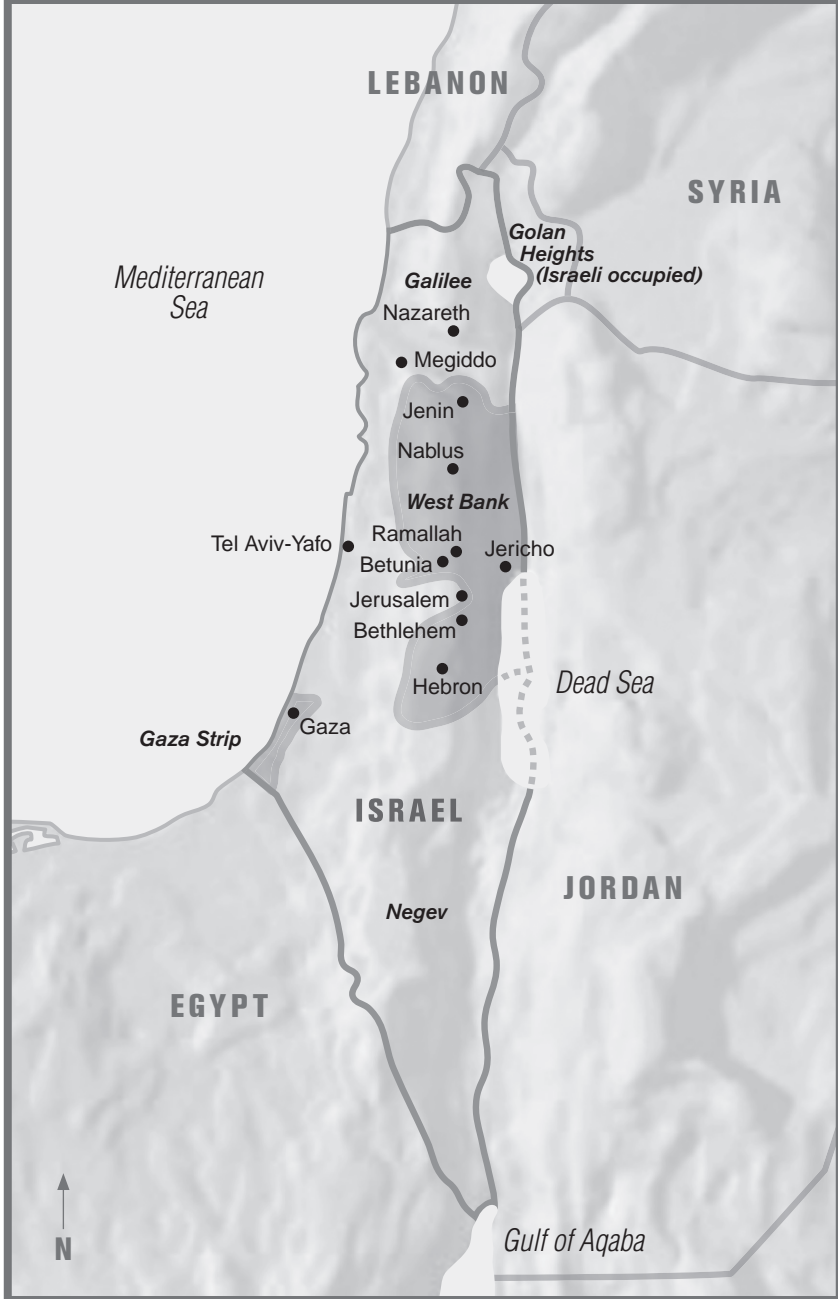 LEBANON
SYRIA
Golan
Heights
(Israeli occupied)
Mediterranean
Sea
Galilee
Nazareth
Megiddo
Jenin
Nablus
West Bank
Ramallah
Tel Aviv-Yafo
Jericho
Betunia
Jerusalem
Bethlehem
Hebron
Dead Sea
Gaza
Gaza Strip
ISRAEL
JORDAN
Negev
EGYPT
N
Gulf of Aqaba